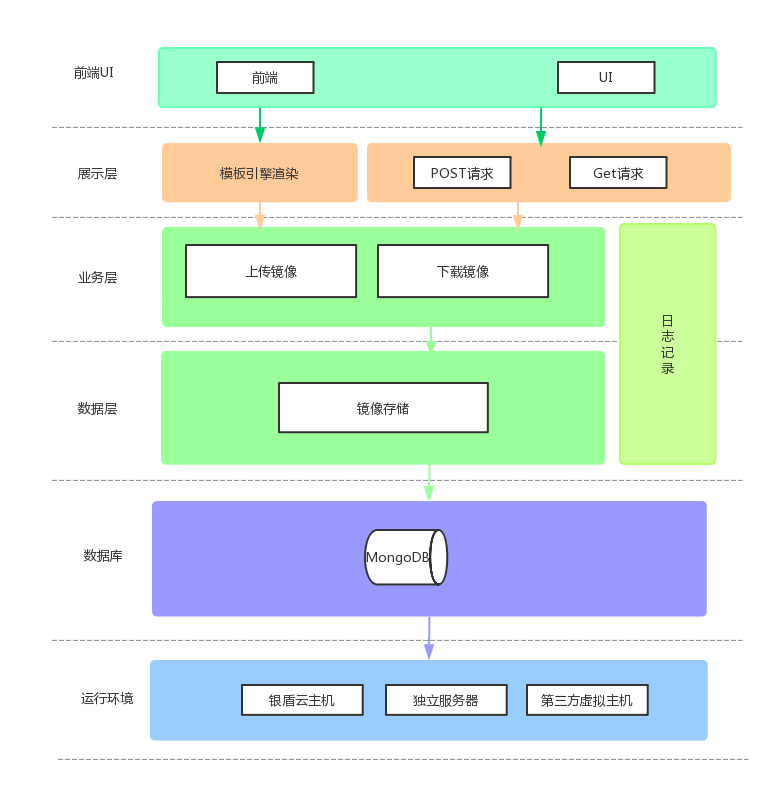 前端UI
前端
UI
展示层
模板引擎渲染
POST请求
Get请求
业务层
上传镜像
下载镜像
日
志
记
录
数据层
镜像存储
数据库
MongoDB
运行环境
银盾云主机
独立服务器
第三方虚拟主机